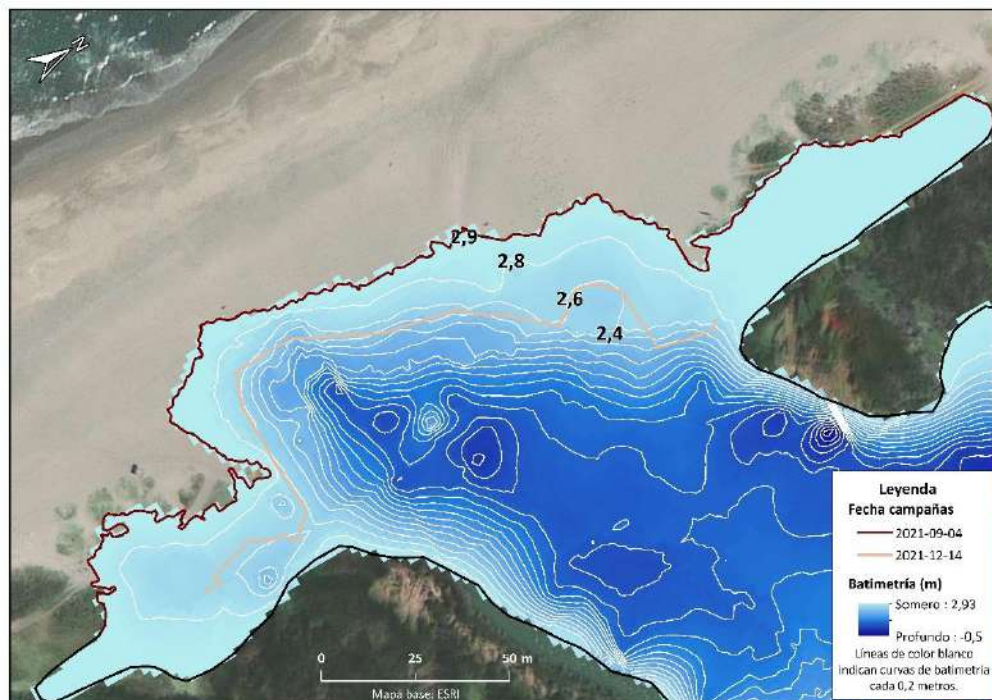 N
2,9
2,8
2,6
2,4
0 25 50 m
Mapa base: ESRI
Leyenda
Fecha campañas
2021-09-04
2021-12-14
Batimetría (m)
Somero : 2,93
Profundo : -0,5
Líneas de color blanco
indican curvas de batimetría
cada 0,2 metros.